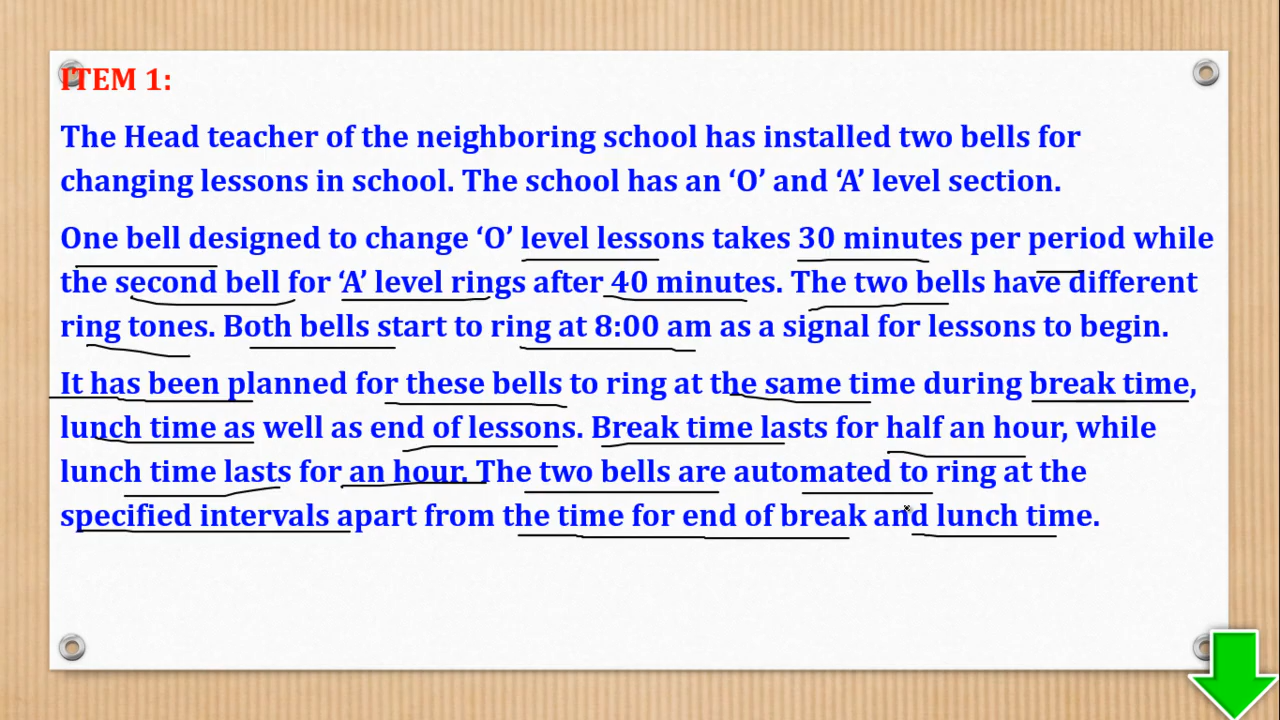 ITEM 1:
The Head teacher of the neighboring school has installed two bells for
changing lessons in school. The school has an ‘O’ and ‘A’ level section.
One bell designed to change ‘O’ level lessons takes 30 minutes per period while
the second bell for ‘A’ level rings after 40 minutes. The two bells have different
ring tones. Both bells start to ring at 8:00 am as a signal for lessons to begin.
It has been planned for these bells to ring at the same time during break time,
lunch time as well as end of lessons. Break time lasts for half an hour, while
lunch time lasts for an hour. The two bells are automated to ring at the
specified intervals apart from the time for end of break and lunch time.